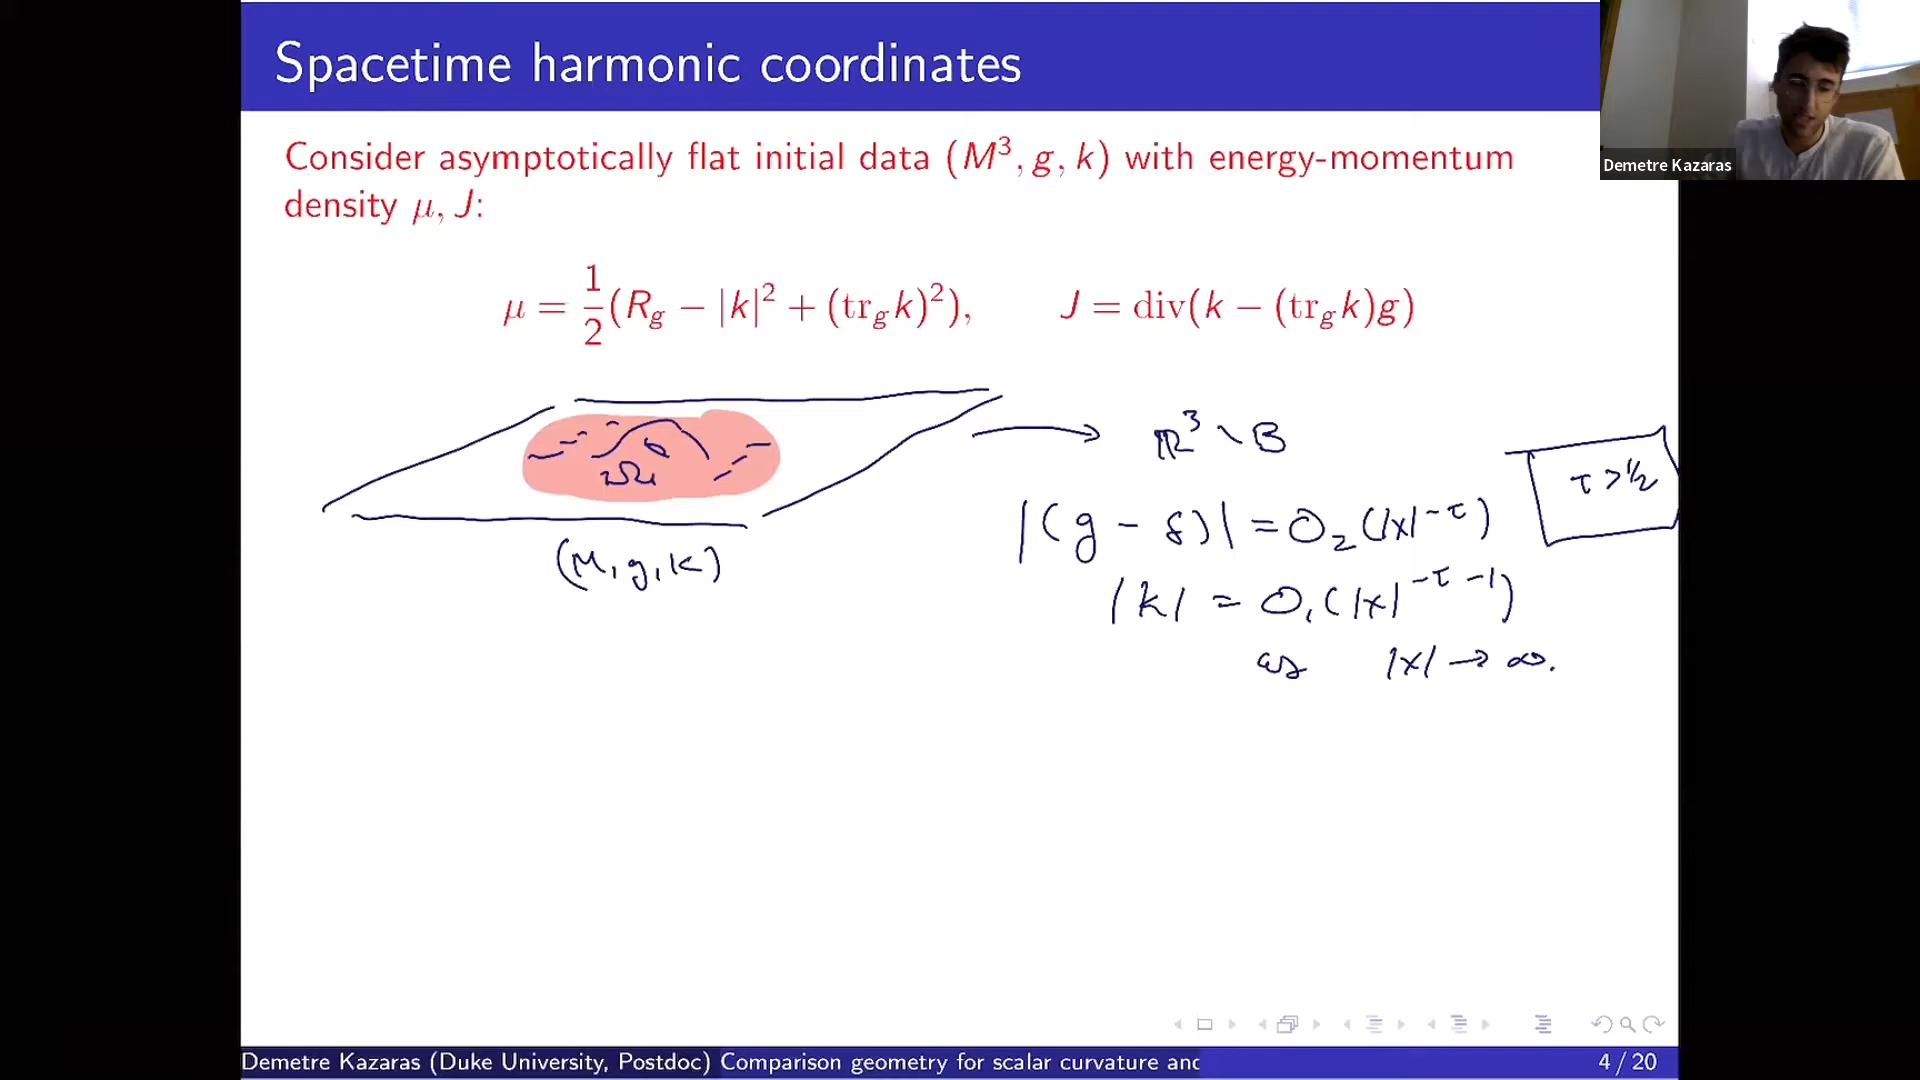 Spacetime harmonic coordinates
Demetre Kazaras
Consider asymptotically flat initial data (M³, g, k) with energy-momentum
density μ, J:
μ = 1/2 (R_g − |k|² + (tr_g k)²), J = div(k − (tr_g k)g)
→ ℝ³ \ B
τ > 1/2
|(g − δ)| = O₂(|x|^−τ)
(M, g, k)
|k| = O₁(|x|^−τ−1)
as |x| → ∞.
Demetre Kazaras (Duke University, Postdoc) Comparison geometry for scalar curvature and
4 / 20